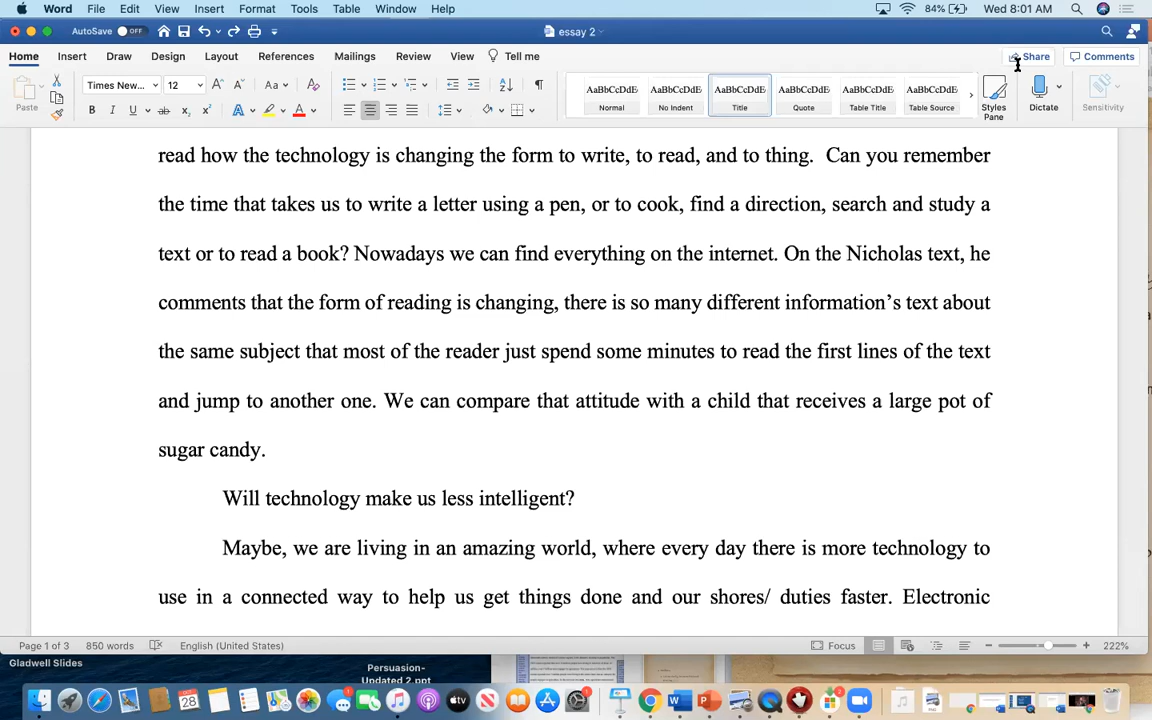 Word File Edit View Insert Format Tools Table Window Help 84% Wed 8:01 AM
AutoSave OFF essay 2
Home Insert Draw Design Layout References Mailings Review View Tell me Share Comments
Paste Times New... 12 Aa AaBbCcDdE AaBbCcDdE AaBbCcDdE AaBbCcDdE AaBbCcDdE AaBbCcDdE
B I U ab x A A Normal No Indent Title Quote Table Title Table Source Styles Pane Dictate Sensitivity
read how the technology is changing the form to write, to read, and to thing. Can you remember
the time that takes us to write a letter using a pen, or to cook, find a direction, search and study a
text or to read a book? Nowadays we can find everything on the internet. On the Nicholas text, he
comments that the form of reading is changing, there is so many different information’s text about
the same subject that most of the reader just spend some minutes to read the first lines of the text
and jump to another one. We can compare that attitude with a child that receives a large pot of
sugar candy.
Will technology make us less intelligent?
Maybe, we are living in an amazing world, where every day there is more technology to
use in a connected way to help us get things done and our shores/ duties faster. Electronic
Page 1 of 3 850 words English (United States) Focus 222%
Gladwell Slides
Persuasion-
Updated 2.ppt